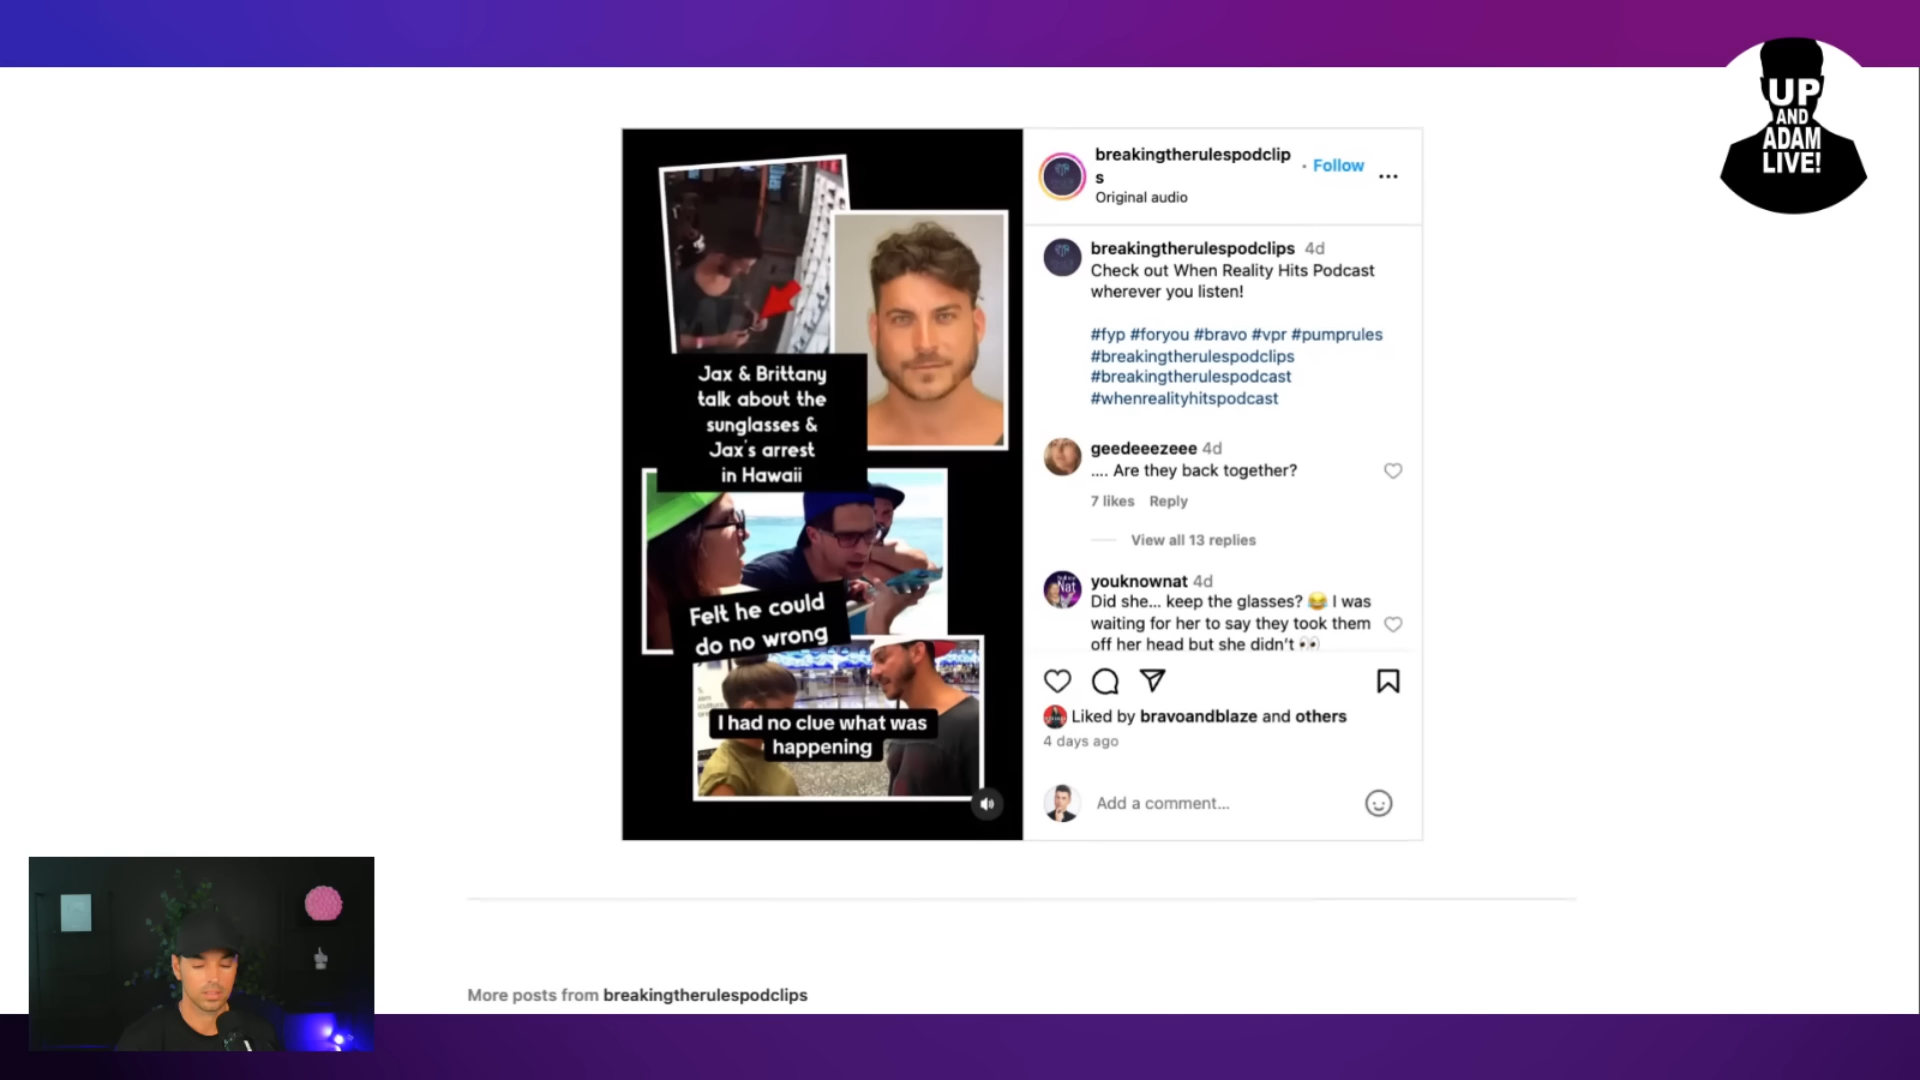 UP
AND
ADAM
LIVE!
Jax & Brittany
talk about the
sunglasses &
Jax's arrest
in Hawaii
Felt he could
do no wrong
I had no clue what was
happening
breakingtherulespodclip
s
• Follow
Original audio
breakingtherulespodclips 4d
Check out When Reality Hits Podcast
wherever you listen!
#fyp #foryou #bravo #vpr #pumprules
#breakingtherulespodclips
#breakingtherulespodcast
#whenrealityhitspodcast
geedeeezeee 4d
.... Are they back together?
7 likes Reply
View all 13 replies
youknownat 4d
Did she... keep the glasses? 😂 I was
waiting for her to say they took them
off her head but she didn't 👀
Liked by bravoandblaze and others
4 days ago
Add a comment...
More posts from breakingtherulespodclips